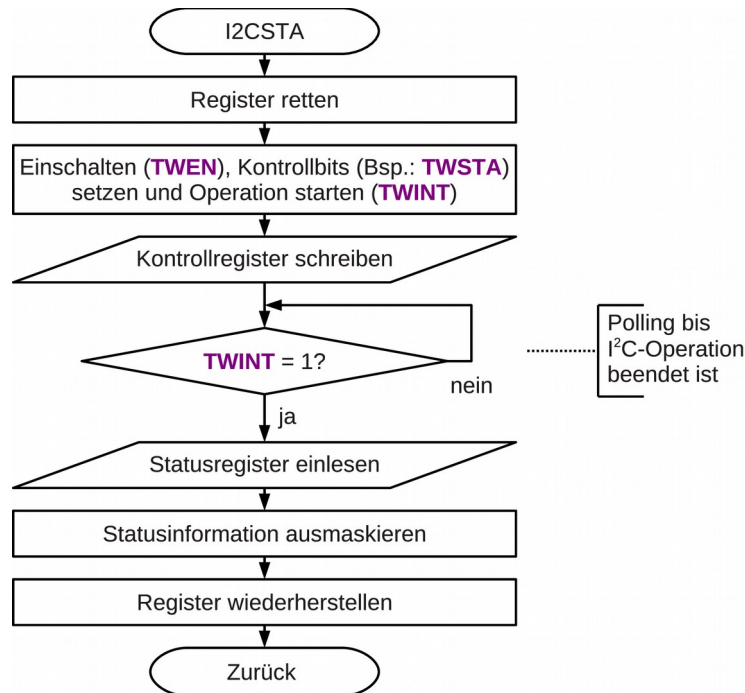 I2CSTA
Register retten
Einschalten (TWEN), Kontrollbits (Bsp.: TWSTA)
setzen und Operation starten (TWINT)
Kontrollregister schreiben
TWINT = 1?
nein
ja
Polling bis
I²C-Operation
beendet ist
Statusregister einlesen
Statusinformation ausmaskieren
Register wiederherstellen
Zurück